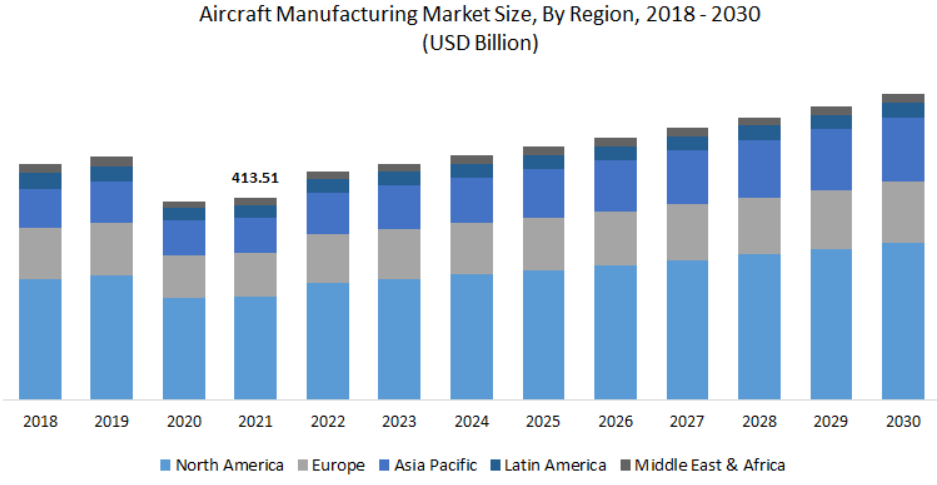 Aircraft Manufacturing Market Size, By Region, 2018 - 2030
(USD Billion)
413.51
2018 2019 2020 2021 2022 2023 2024 2025 2026 2027 2028 2029 2030
North America Europe Asia Pacific Latin America Middle East & Africa